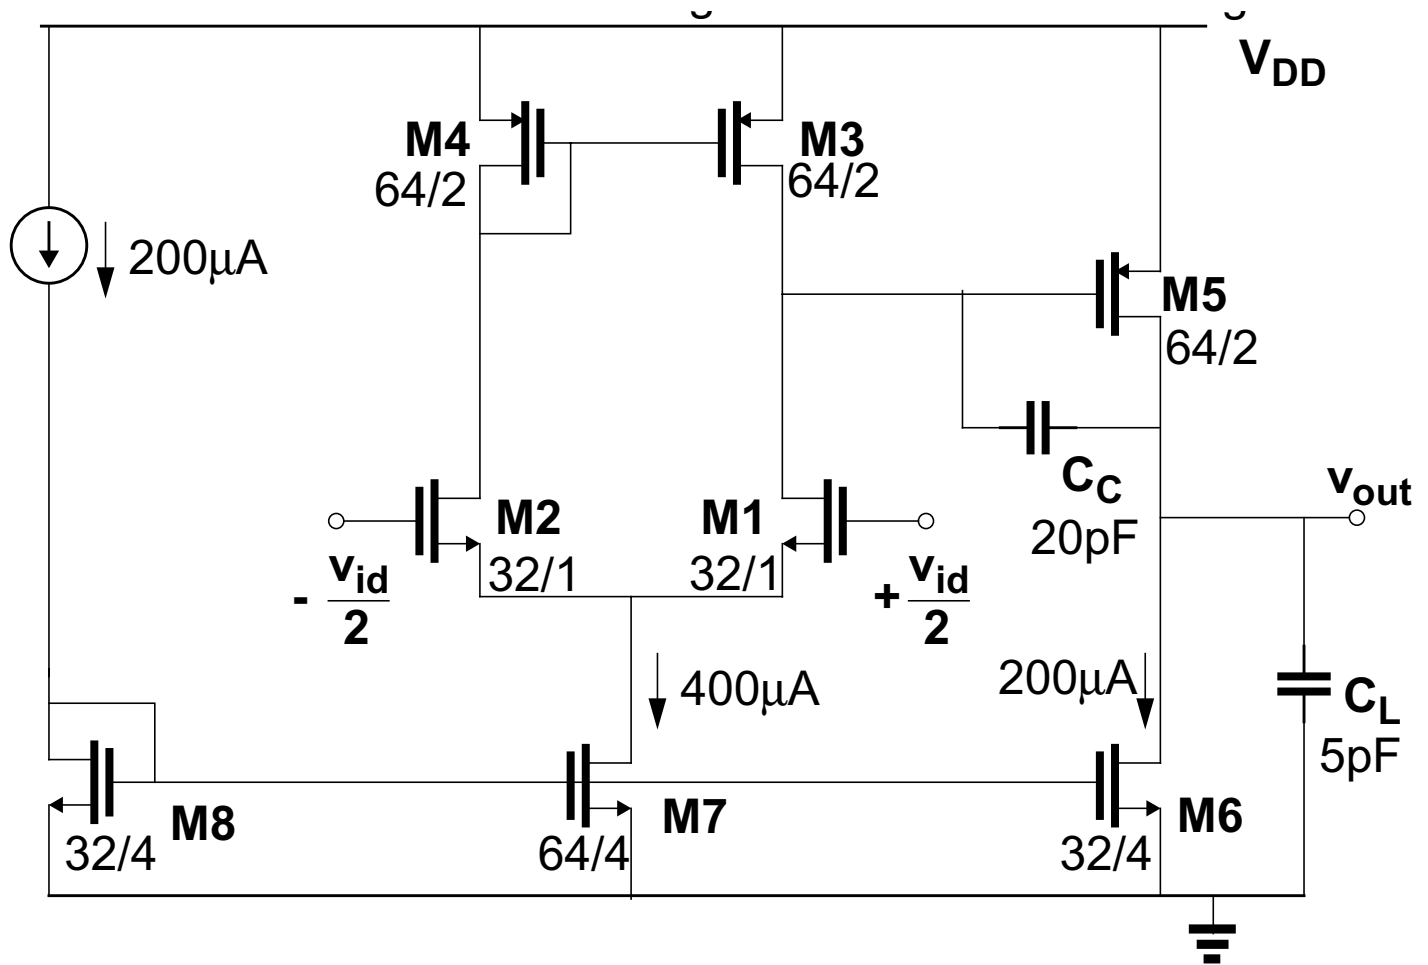 VDD
M4
64/2
M3
64/2
200μA
M5
64/2
CC
20pF
vout
M2
32/1
M1
32/1
- vid
2
+ vid
2
400μA
200μA
CL
5pF
M8
32/4
M7
64/4
M6
32/4